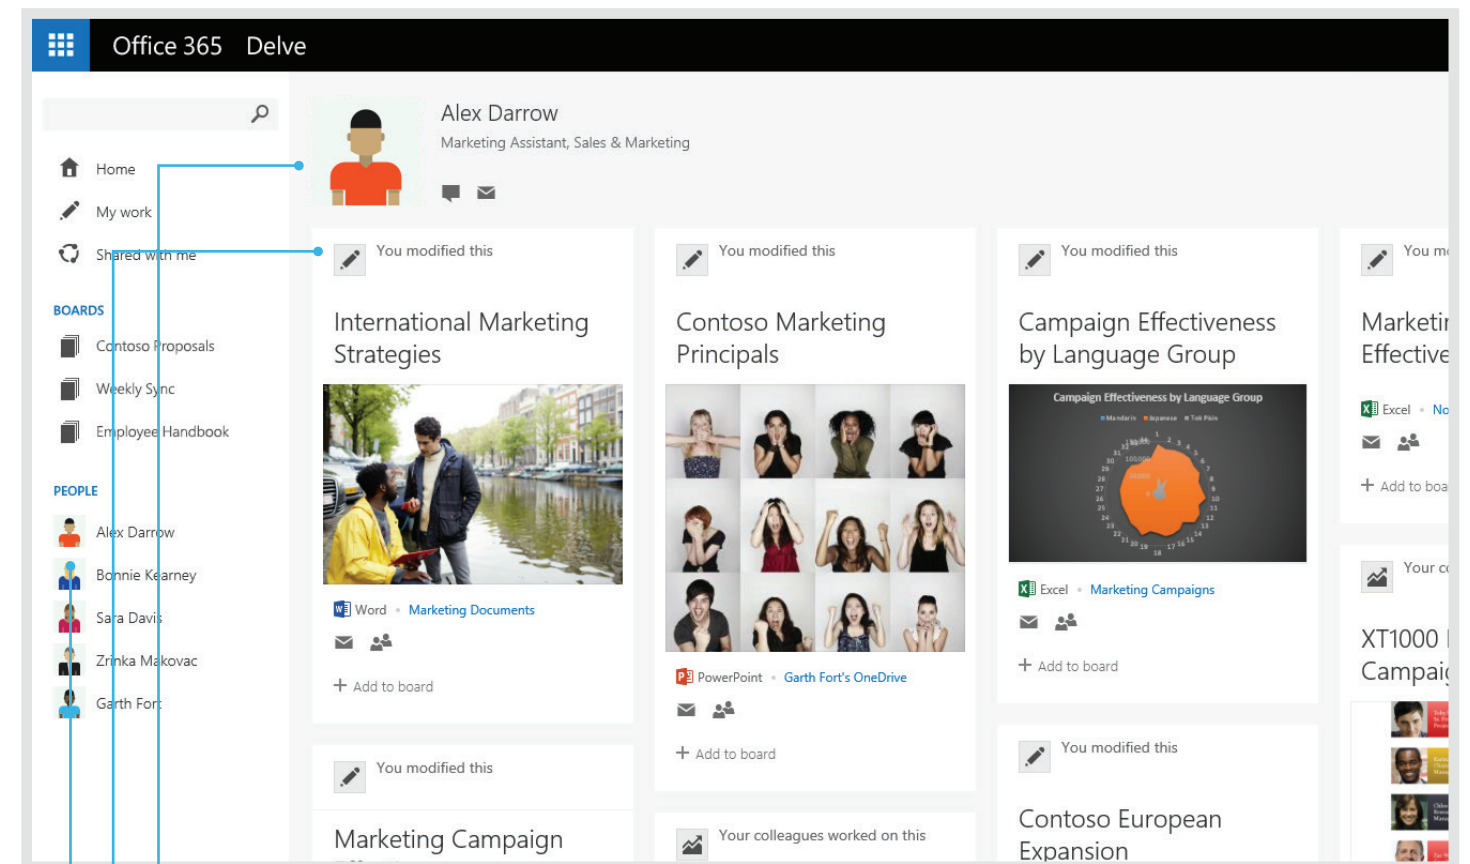 Office 365 Delve
Home
My work
Shared with me
BOARDS
Contoso Proposals
Weekly Sync
Employee Handbook
PEOPLE
Alex Darrow
Bonnie Kearney
Sara Davis
Zrinka Makovac
Garth Fort
Alex Darrow
Marketing Assistant, Sales & Marketing
You modified this
International Marketing
Strategies
Word • Marketing Documents
+ Add to board
You modified this
Marketing Campaign
You modified this
Contoso Marketing
Principals
PowerPoint • Garth Fort's OneDrive
+ Add to board
Your colleagues worked on this
You modified this
Campaign Effectiveness
by Language Group
Campaign Effectiveness by Language Group
Mandarin Japanese Tok Pisin
Excel • Marketing Campaigns
+ Add to board
You modified this
Contoso European
Expansion
You
Excel
+ Add to
XT1000